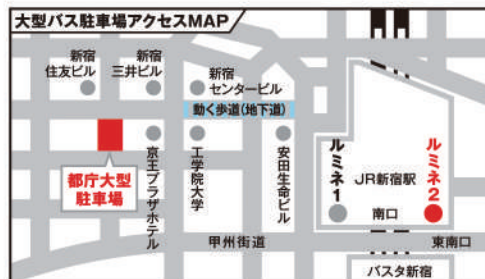 大型バス駐車場アクセスMAP
新宿
住友ビル
新宿
三井ビル
新宿
センタービル
動く歩道(地下道)
都庁大型
駐車場
京王プラザホテル
工学院大学
安田生命ビル
ルミネ1
JR新宿駅
ルミネ2
南口
甲州街道
東南口
バスタ新宿